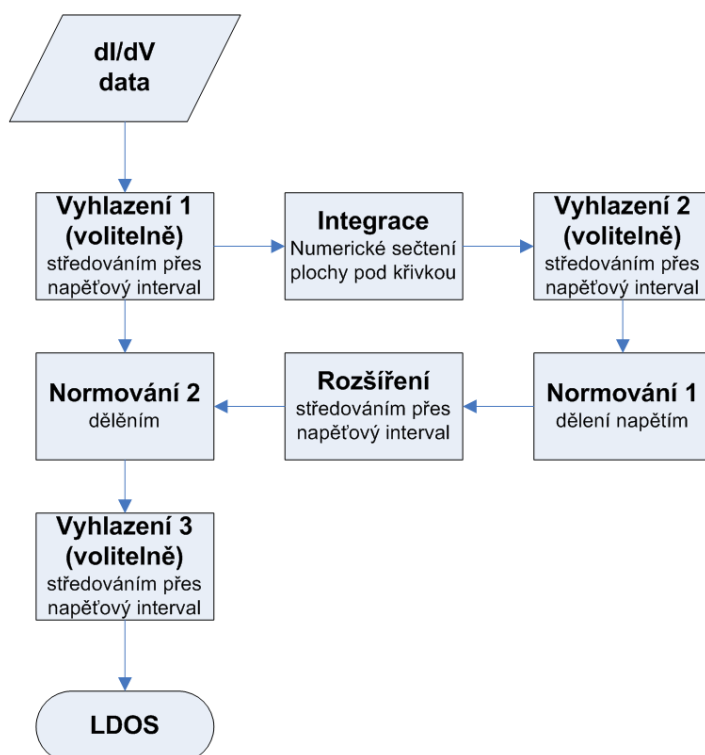 dI/dV
data
Vyhlazení 1
(volitelně)
středováním přes
napěťový interval
Integrace
Numerické sečtení
plochy pod křivkou
Vyhlazení 2
(volitelně)
středováním přes
napěťový interval
Normování 2
dělěním
Rozšíření
středováním přes
napěťový interval
Normování 1
dělení napětím
Vyhlazení 3
(volitelně)
středováním přes
napěťový interval
LDOS